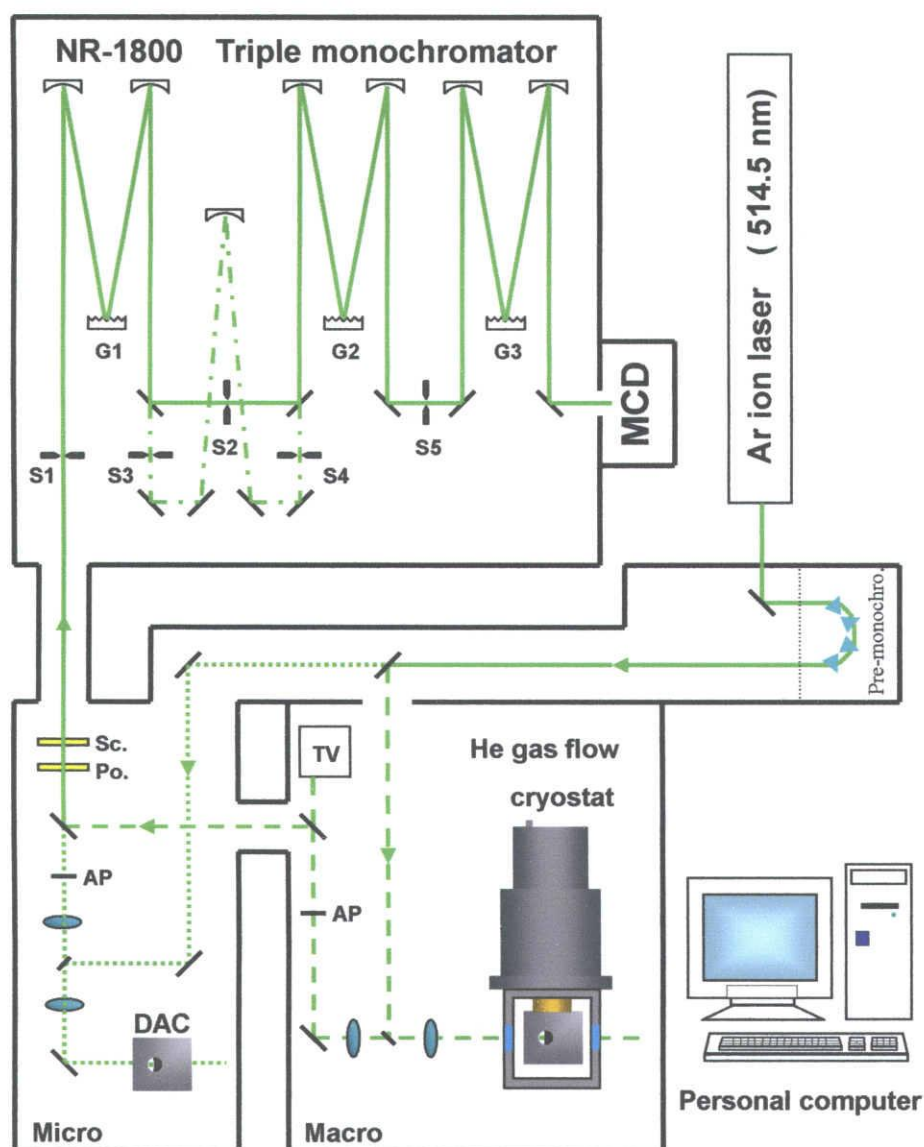 NR-1800 Triple monochromator
G1
G2
G3
S1
S3
S2
S4
S5
MCD
Ar ion laser ( 514.5 nm)
Pre-monochro.
Sc.
Po.
TV
He gas flow
cryostat
AP
AP
DAC
Micro
Macro
Personal computer